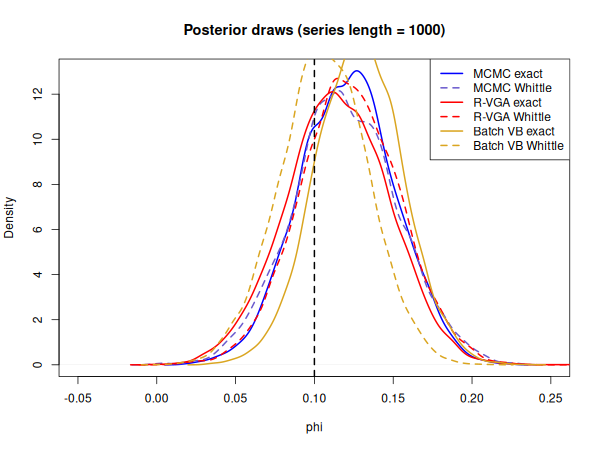 Posterior draws (series length = 1000)
MCMC exact
MCMC Whittle
R-VGA exact
R-VGA Whittle
Batch VB exact
Batch VB Whittle
Density
12
10
8
6
4
2
0
-0.05 0.00 0.05 0.10 0.15 0.20 0.25
phi